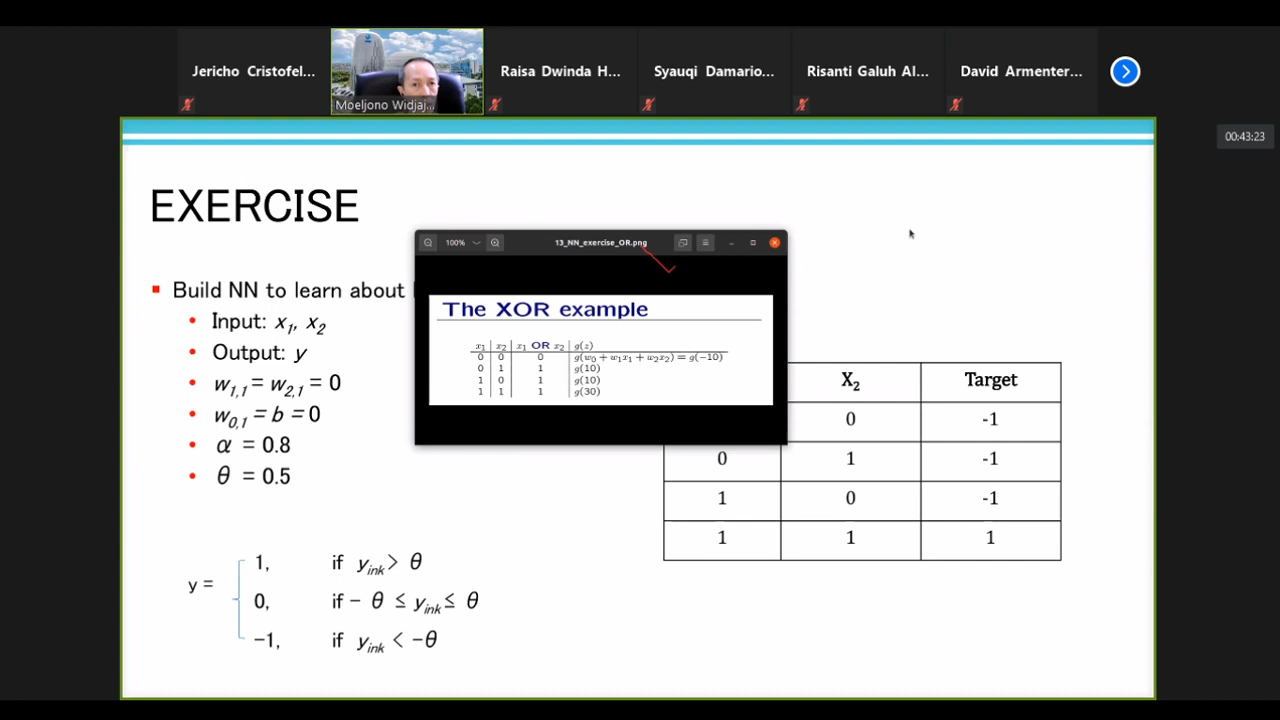 Jericho Cristofel...
Moeljono Widjaj...
Raisa Dwinda H...
Syauqi Damario...
Risanti Galuh Al...
David Armenter...
00:43:23
EXERCISE
100%
13_NN_exercise_OR.png
The XOR example
x₁ | x₂ | x₁ OR x₂ | g(z)
0 | 0 | 0 | g(w₀ + w₁x₁ + w₂x₂) = g(−10)
0 | 1 | 1 | g(10)
1 | 0 | 1 | g(10)
1 | 1 | 1 | g(30)
▪ Build NN to learn about
• Input: x₁, x₂
• Output: y
• w₁,₁ = w₂,₁ = 0
• w₀,₁ = b = 0
• α = 0.8
• θ = 0.5
X₂ Target
0 -1
0 1 -1
1 0 -1
1 1 1
y =
1, if yink > θ
0, if − θ ≤ yink ≤ θ
−1, if yink < −θ